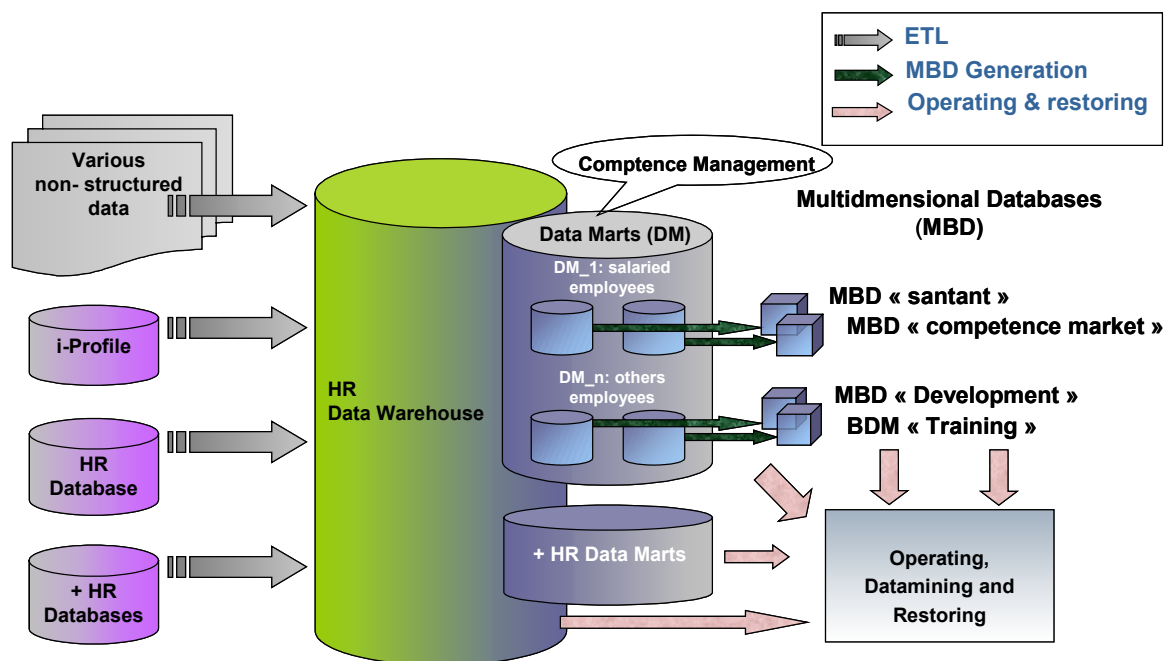 ETL
MBD Generation
Operating & restoring
Various
non- structured
data
Comptence Management
Multidmensional Databases
(MBD)
Data Marts (DM)
DM_1: salaried
employees
MBD « santant »
MBD « competence market »
i-Profile
HR
Data Warehouse
DM_n: others
employees
MBD « Development »
BDM « Training »
HR
Database
+ HR Data Marts
Operating,
Datamining and
Restoring
+ HR
Databases